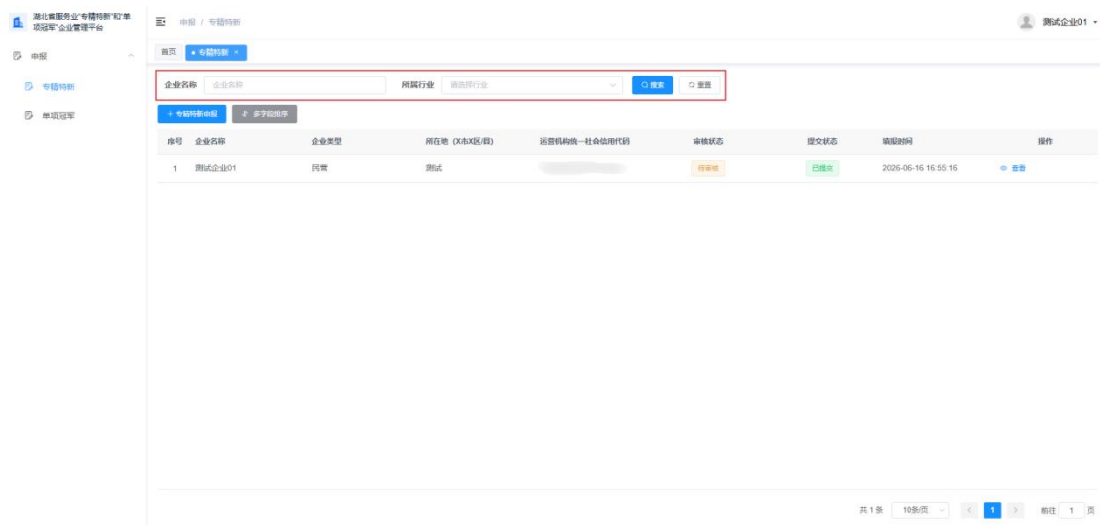 湖北省服务业"专精特新"和"单
项冠军"企业管理平台
申报 / 专精特新
测试企业01
申报
首页
专精特新 ×
专精特新
单项冠军
企业名称 企业名称 所属行业 请选择行业 搜索 重置
+ 专精特新申报 多字段排序
序号 企业名称 企业类型 所在地（X市X区/县） 运营机构统一社会信用代码 审核状态 提交状态 填报时间 操作
1 测试企业01 民营 测试 待审核 已提交 2026-06-16 16:55:16 查看
共 1 条 10条/页 < 1 > 前往 1 页